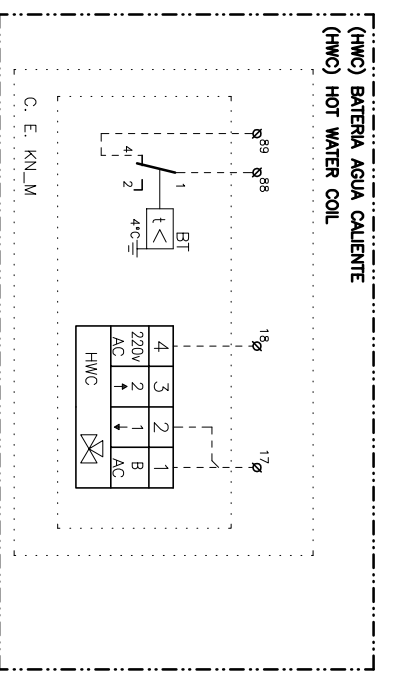 (HWC) BATERIA AGUA CALIENTE
(HWC) HOT WATER COIL
89 88 18 17
4 2 1
BT
t <
4°C
4 3 2 1
220v AC 2 1 B AC
HWC
C. E. KN_M